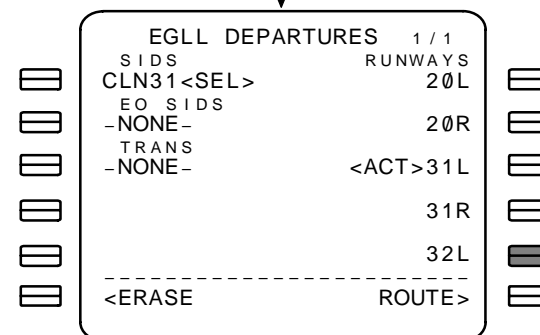 EGLL DEPARTURES 1/1
SIDS RUNWAYS
CLN31<SEL> 20L
EO SIDS
-NONE- 20R
TRANS
-NONE- <ACT>31L
31R
32L
------------------------
<ERASE ROUTE>